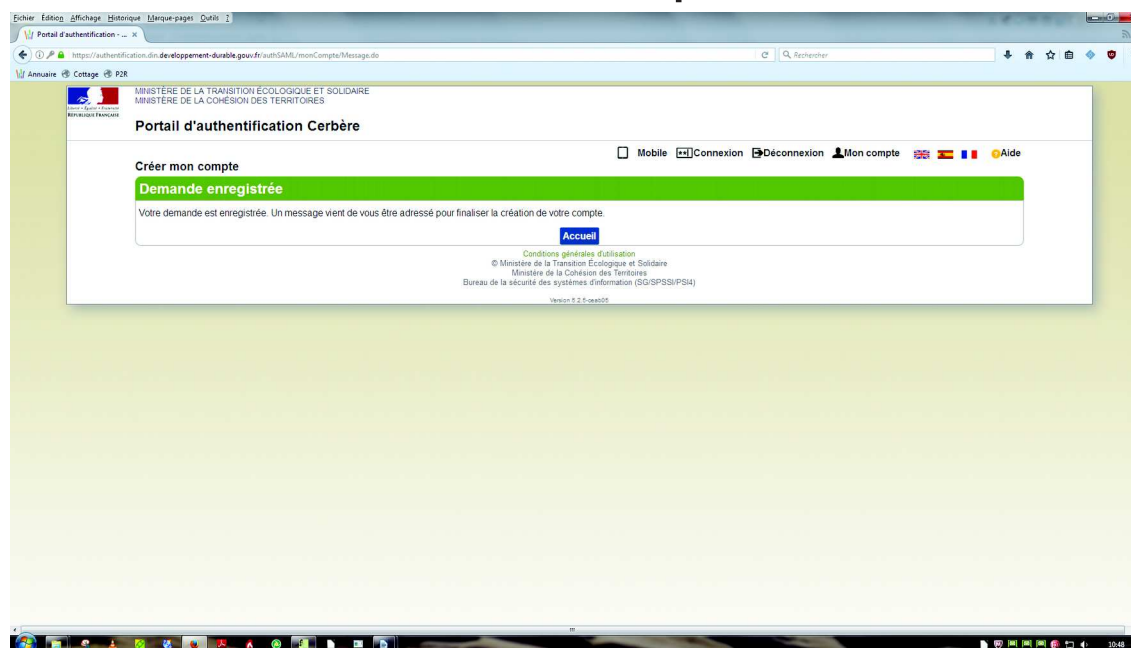 Fichier Édition Affichage Historique Marque-pages Outils ?
Portail d'authentification - ... ×
https://authentification.din.developpement-durable.gouv.fr/authSAML/monCompte/Message.do
Rechercher
Annuaire Cottage P2R
MINISTÈRE DE LA TRANSITION ÉCOLOGIQUE ET SOLIDAIRE
MINISTÈRE DE LA COHÉSION DES TERRITOIRES
Liberté • Égalité • Fraternité
RÉPUBLIQUE FRANÇAISE
Portail d'authentification Cerbère
Mobile Connexion Déconnexion Mon compte Aide
Créer mon compte
Demande enregistrée
Votre demande est enregistrée. Un message vient de vous être adressé pour finaliser la création de votre compte.
Accueil
Conditions générales d'utilisation
© Ministère de la Transition Écologique et Solidaire
Ministère de la Cohésion des Territoires
Bureau de la sécurité des systèmes d'information (SG/SPSSI/PSI4)
10:48